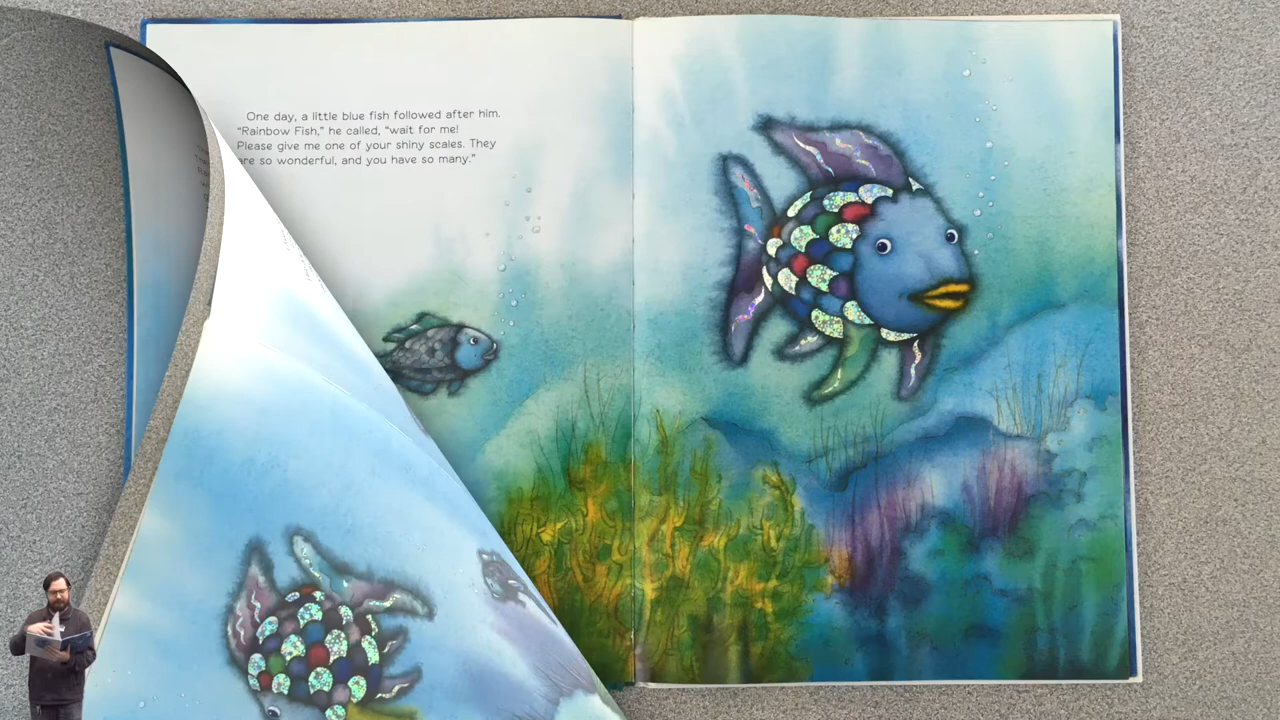 One day, a little blue fish followed after him.
"Rainbow Fish," he called, "wait for me!
Please give me one of your shiny scales. They
are so wonderful, and you have so many."